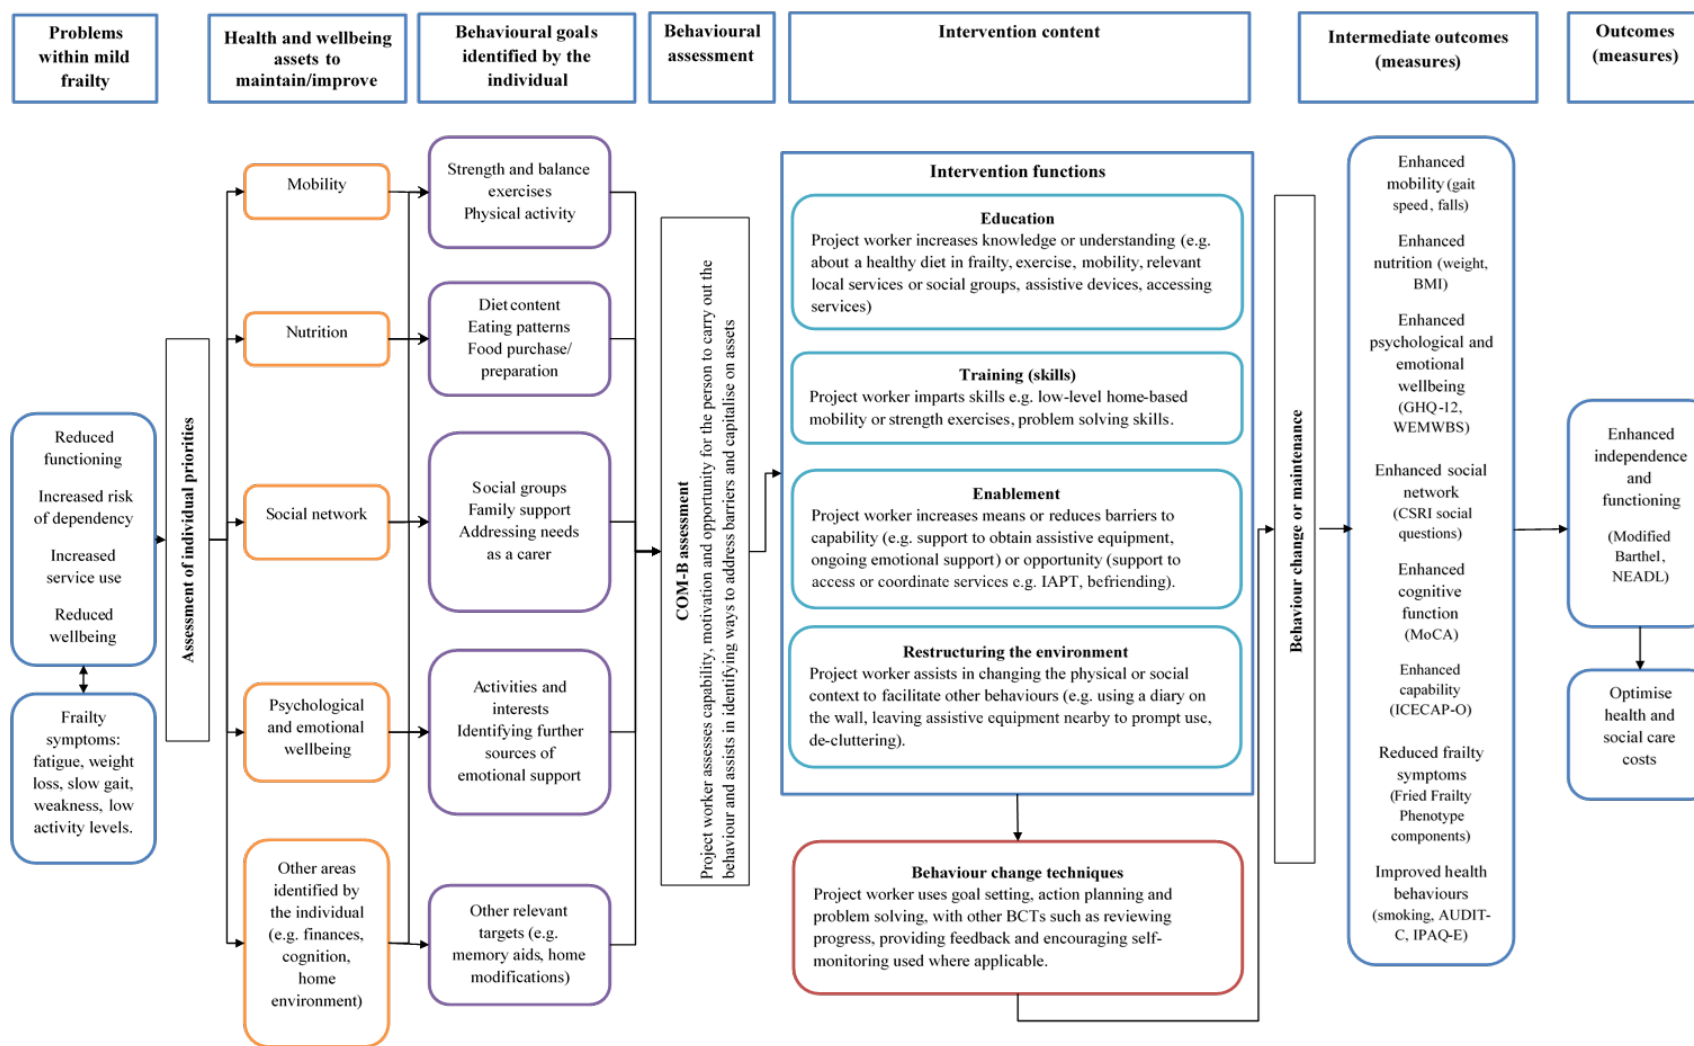 Problems
within mild
frailty
Health and wellbeing
assets to
maintain/improve
Behavioural goals
identified by the
individual
Behavioural
assessment
Intervention content
Intermediate outcomes
(measures)
Outcomes
(measures)
Reduced
functioning
Increased risk
of dependency
Increased
service use
Reduced
wellbeing
Frailty
symptoms:
fatigue, weight
loss, slow gait,
weakness, low
activity levels.
Assessment of individual priorities
Mobility
Nutrition
Social network
Psychological
and emotional
wellbeing
Other areas
identified by
the individual
(e.g. finances,
cognition,
home
environment)
Strength and balance
exercises
Physical activity
Diet content
Eating patterns
Food purchase/
preparation
Social groups
Family support
Addressing needs
as a carer
Activities and
interests
Identifying further
sources of
emotional support
Other relevant
targets (e.g.
memory aids, home
modifications)
COM-B assessment
Project worker assesses capability, motivation and opportunity for the person to carry out the
behaviour and assists in identifying ways to address barriers and capitalise on assets
Intervention functions
Education
Project worker increases knowledge or understanding (e.g.
about a healthy diet in frailty, exercise, mobility, relevant
local services or social groups, assistive devices, accessing
services)
Training (skills)
Project worker imparts skills e.g. low-level home-based
mobility or strength exercises, problem solving skills.
Enablement
Project worker increases means or reduces barriers to
capability (e.g. support to obtain assistive equipment,
ongoing emotional support) or opportunity (support to
access or coordinate services e.g. IAPT, befriending).
Restructuring the environment
Project worker assists in changing the physical or social
context to facilitate other behaviours (e.g. using a diary on
the wall, leaving assistive equipment nearby to prompt use,
de-cluttering).
Behaviour change techniques
Project worker uses goal setting, action planning and
problem solving, with other BCTs such as reviewing
progress, providing feedback and encouraging self-
monitoring used where applicable.
Behaviour change or maintenance
Enhanced
mobility (gait
speed, falls)
Enhanced
nutrition (weight,
BMI)
Enhanced
psychological and
emotional
wellbeing
(GHQ-12,
WEMWBS)
Enhanced social
network
(CSRI social
questions)
Enhanced
cognitive
function
(MoCA)
Enhanced
capability
(ICECAP-O)
Reduced frailty
symptoms
(Fried Frailty
Phenotype
components)
Improved health
behaviours
(smoking, AUDIT-
C, IPAQ-E)
Enhanced
independence
and
functioning
(Modified
Barthel,
NEADL)
Optimise
health and
social care
costs